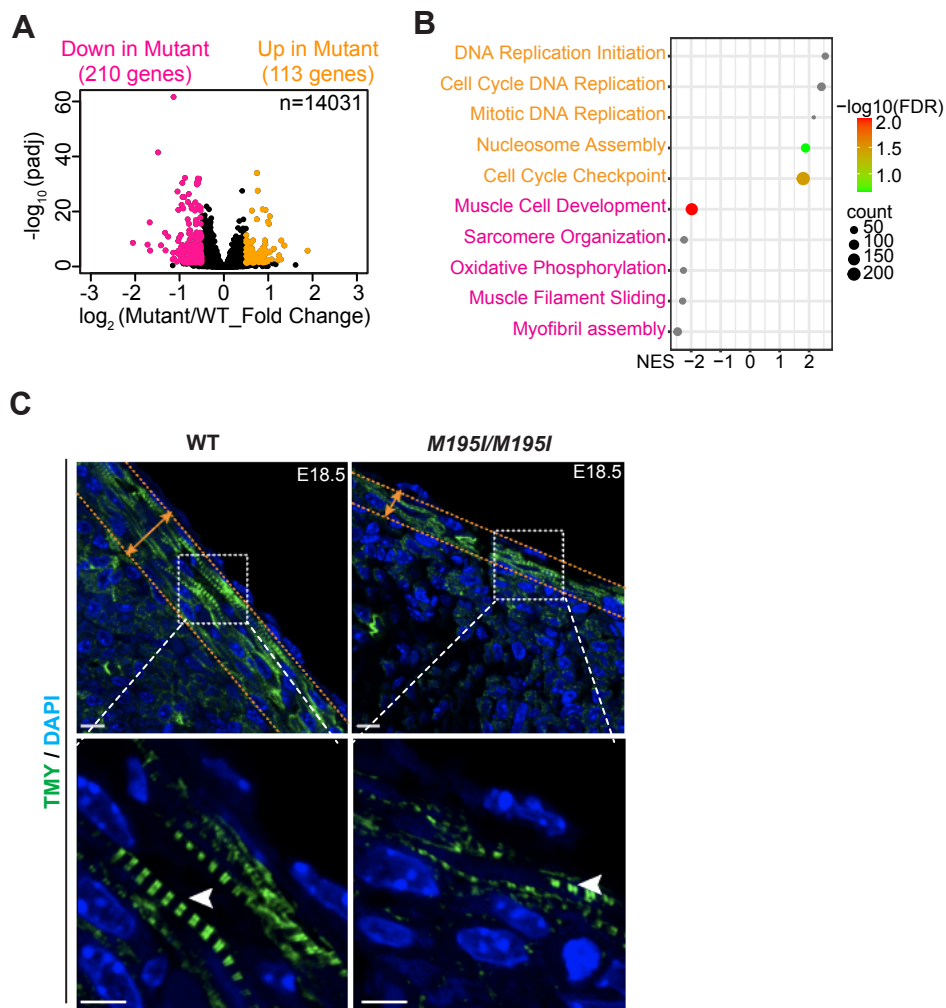 A
Down in Mutant
(210 genes)
Up in Mutant
(113 genes)
n=14031
60
40
20
0
-log10 (padj)
-3 -2 -1 0 1 2 3
log2 (Mutant/WT_Fold Change)
B
DNA Replication Initiation
Cell Cycle DNA Replication
Mitotic DNA Replication
Nucleosome Assembly
Cell Cycle Checkpoint
Muscle Cell Development
Sarcomere Organization
Oxidative Phosphorylation
Muscle Filament Sliding
Myofibril assembly
NES −2 −1 0 1 2
−log10(FDR)
2.0
1.5
1.0
count
50
100
150
200
C
WT
M195I/M195I
E18.5
E18.5
TMY / DAPI